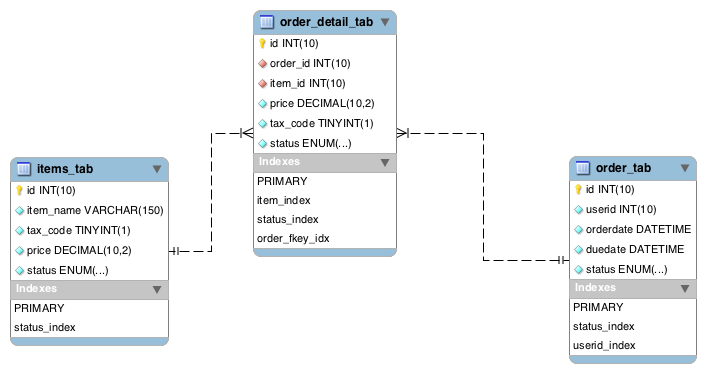 order_detail_tab
id INT(10)
order_id INT(10)
item_id INT(10)
price DECIMAL(10,2)
tax_code TINYINT(1)
status ENUM(...)
Indexes
PRIMARY
item_index
status_index
order_fkey_idx
items_tab
id INT(10)
item_name VARCHAR(150)
tax_code TINYINT(1)
price DECIMAL(10,2)
status ENUM(...)
Indexes
PRIMARY
status_index
order_tab
id INT(10)
userid INT(10)
orderdate DATETIME
duedate DATETIME
status ENUM(...)
Indexes
PRIMARY
status_index
userid_index